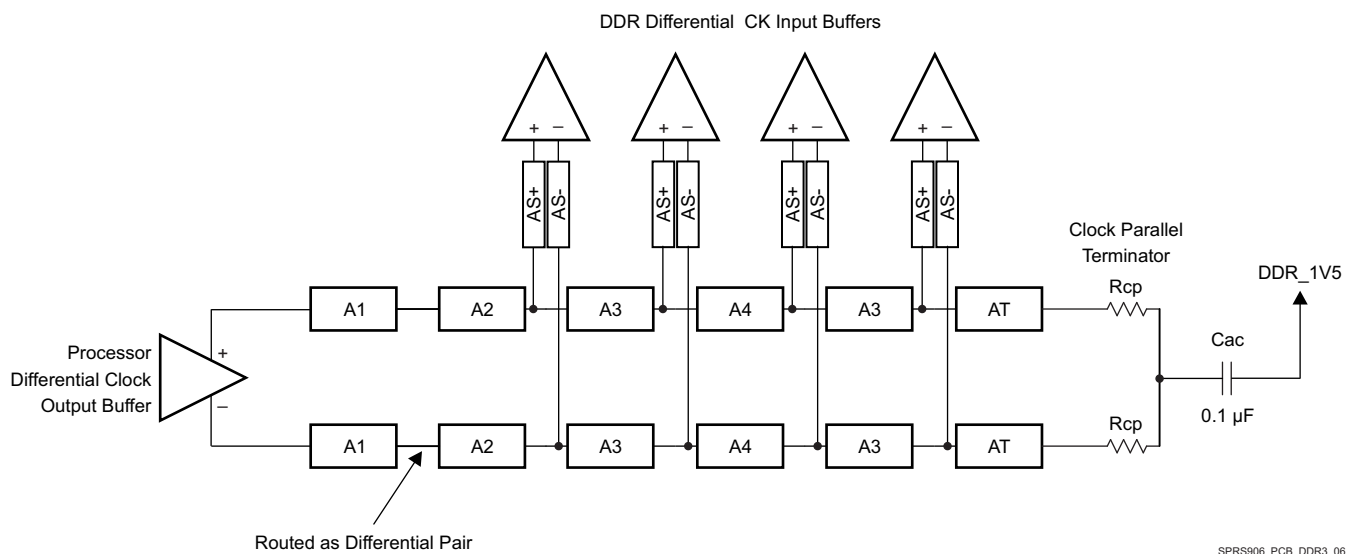 DDR Differential CK Input Buffers
+ −
+ −
+ −
+ −
AS+
AS-
AS+
AS-
AS+
AS-
AS+
AS-
Clock Parallel
Terminator
DDR_1V5
A1
A2
A3
A4
A3
AT
Rcp
Processor
Differential Clock
Output Buffer
+
−
Cac
0.1 µF
A1
A2
A3
A4
A3
AT
Rcp
Routed as Differential Pair
SPRS906_PCB_DDR3_06